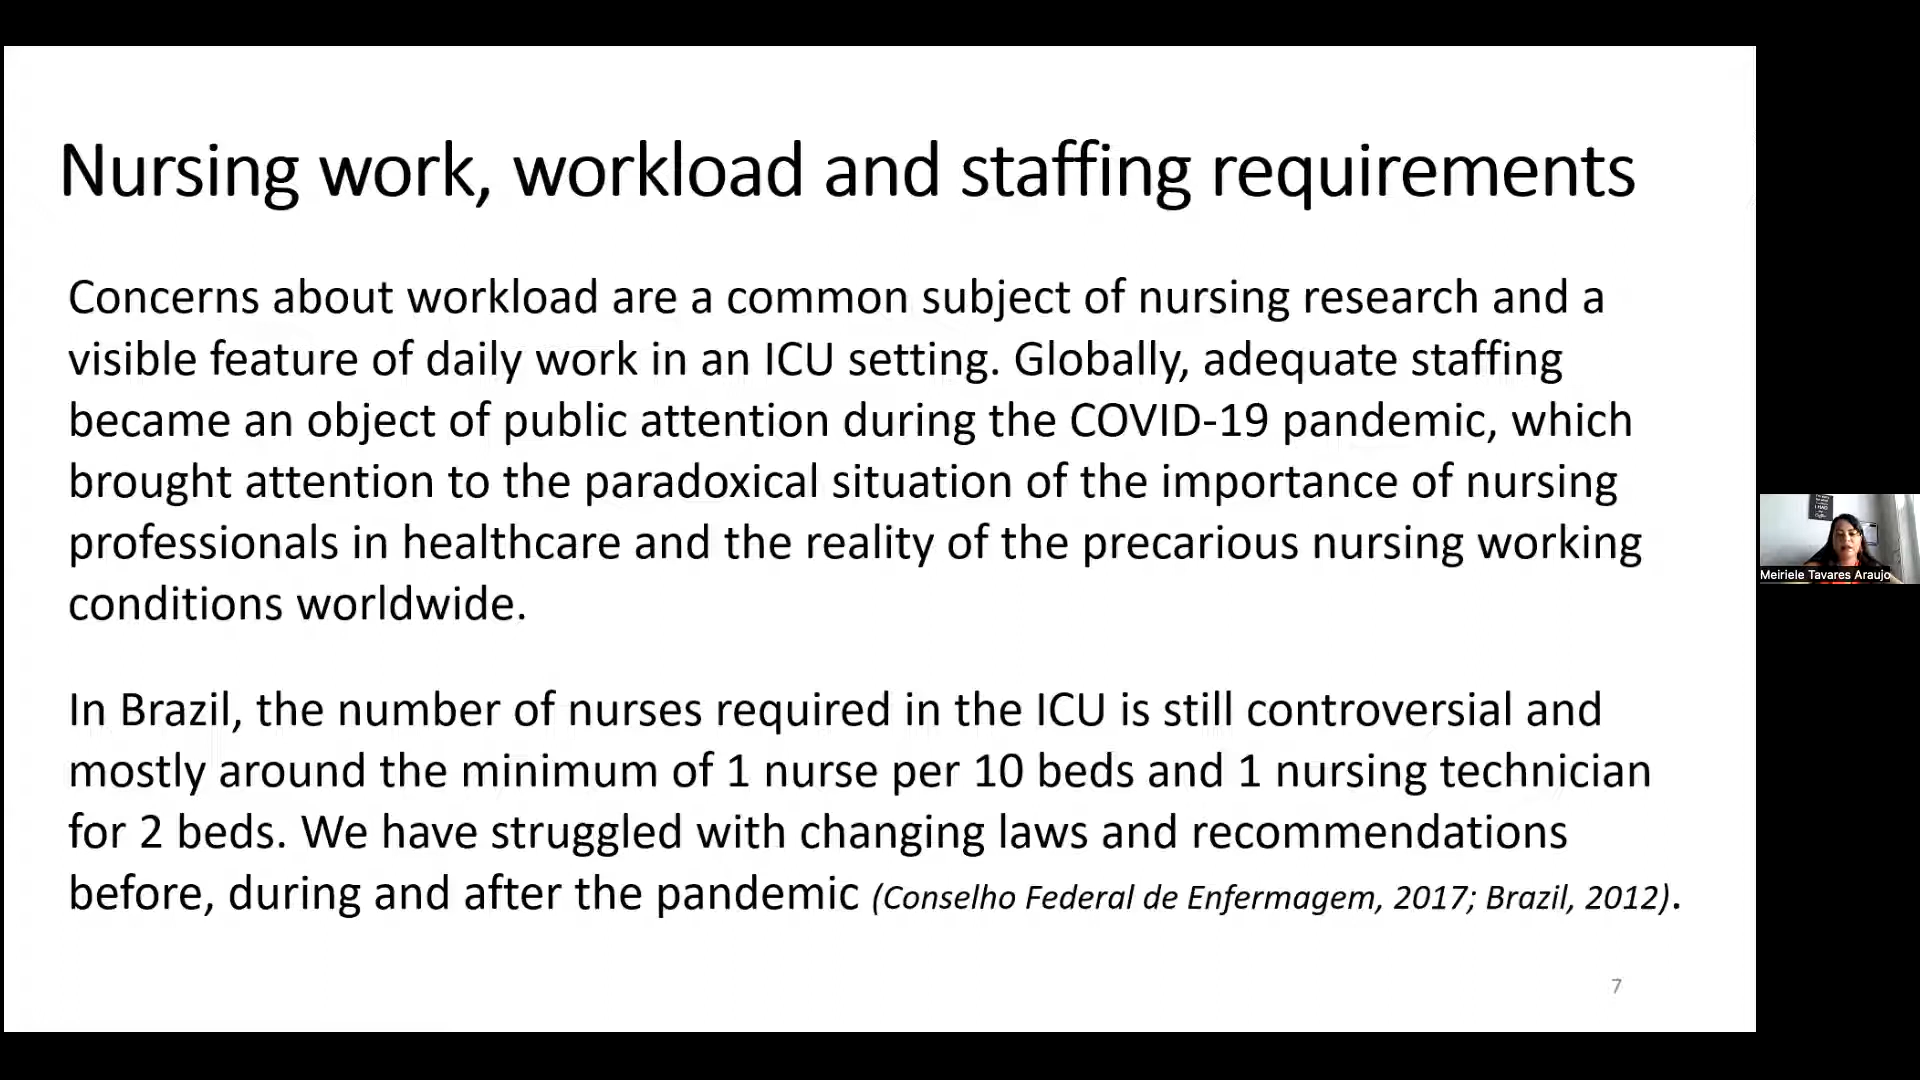 Nursing work, workload and staffing requirements
Concerns about workload are a common subject of nursing research and a
visible feature of daily work in an ICU setting. Globally, adequate staffing
became an object of public attention during the COVID-19 pandemic, which
brought attention to the paradoxical situation of the importance of nursing
professionals in healthcare and the reality of the precarious nursing working
conditions worldwide.
In Brazil, the number of nurses required in the ICU is still controversial and
mostly around the minimum of 1 nurse per 10 beds and 1 nursing technician
for 2 beds. We have struggled with changing laws and recommendations
before, during and after the pandemic (Conselho Federal de Enfermagem, 2017; Brazil, 2012).
7
Meiriele Tavares Araujo